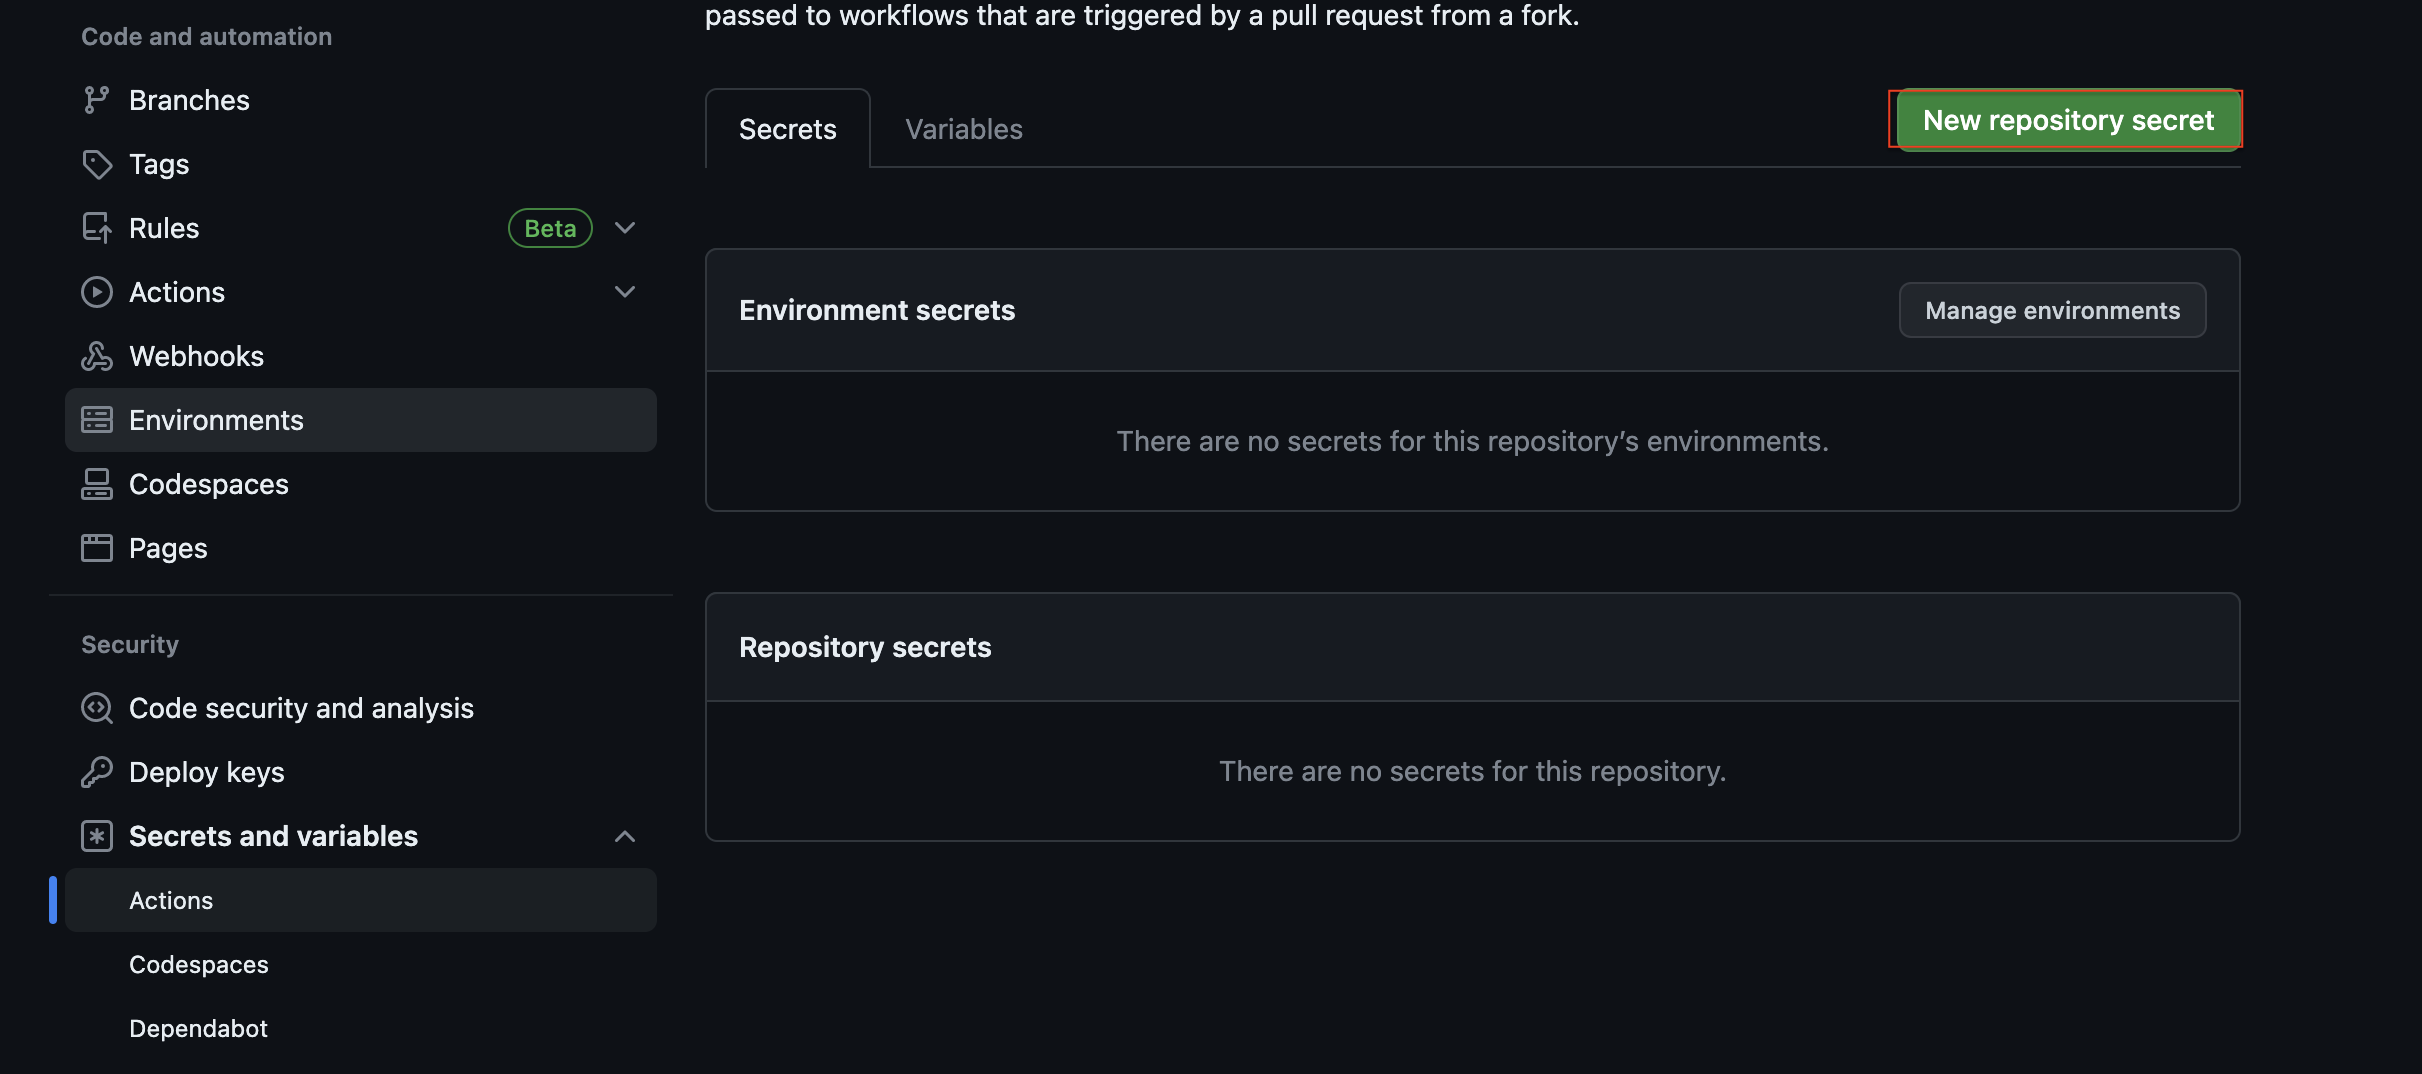 Code and automation
Branches
Tags
Rules Beta
Actions
Webhooks
Environments
Codespaces
Pages
Security
Code security and analysis
Deploy keys
Secrets and variables
Actions
Codespaces
Dependabot
passed to workflows that are triggered by a pull request from a fork.
Secrets Variables New repository secret
Environment secrets Manage environments
There are no secrets for this repository’s environments.
Repository secrets
There are no secrets for this repository.